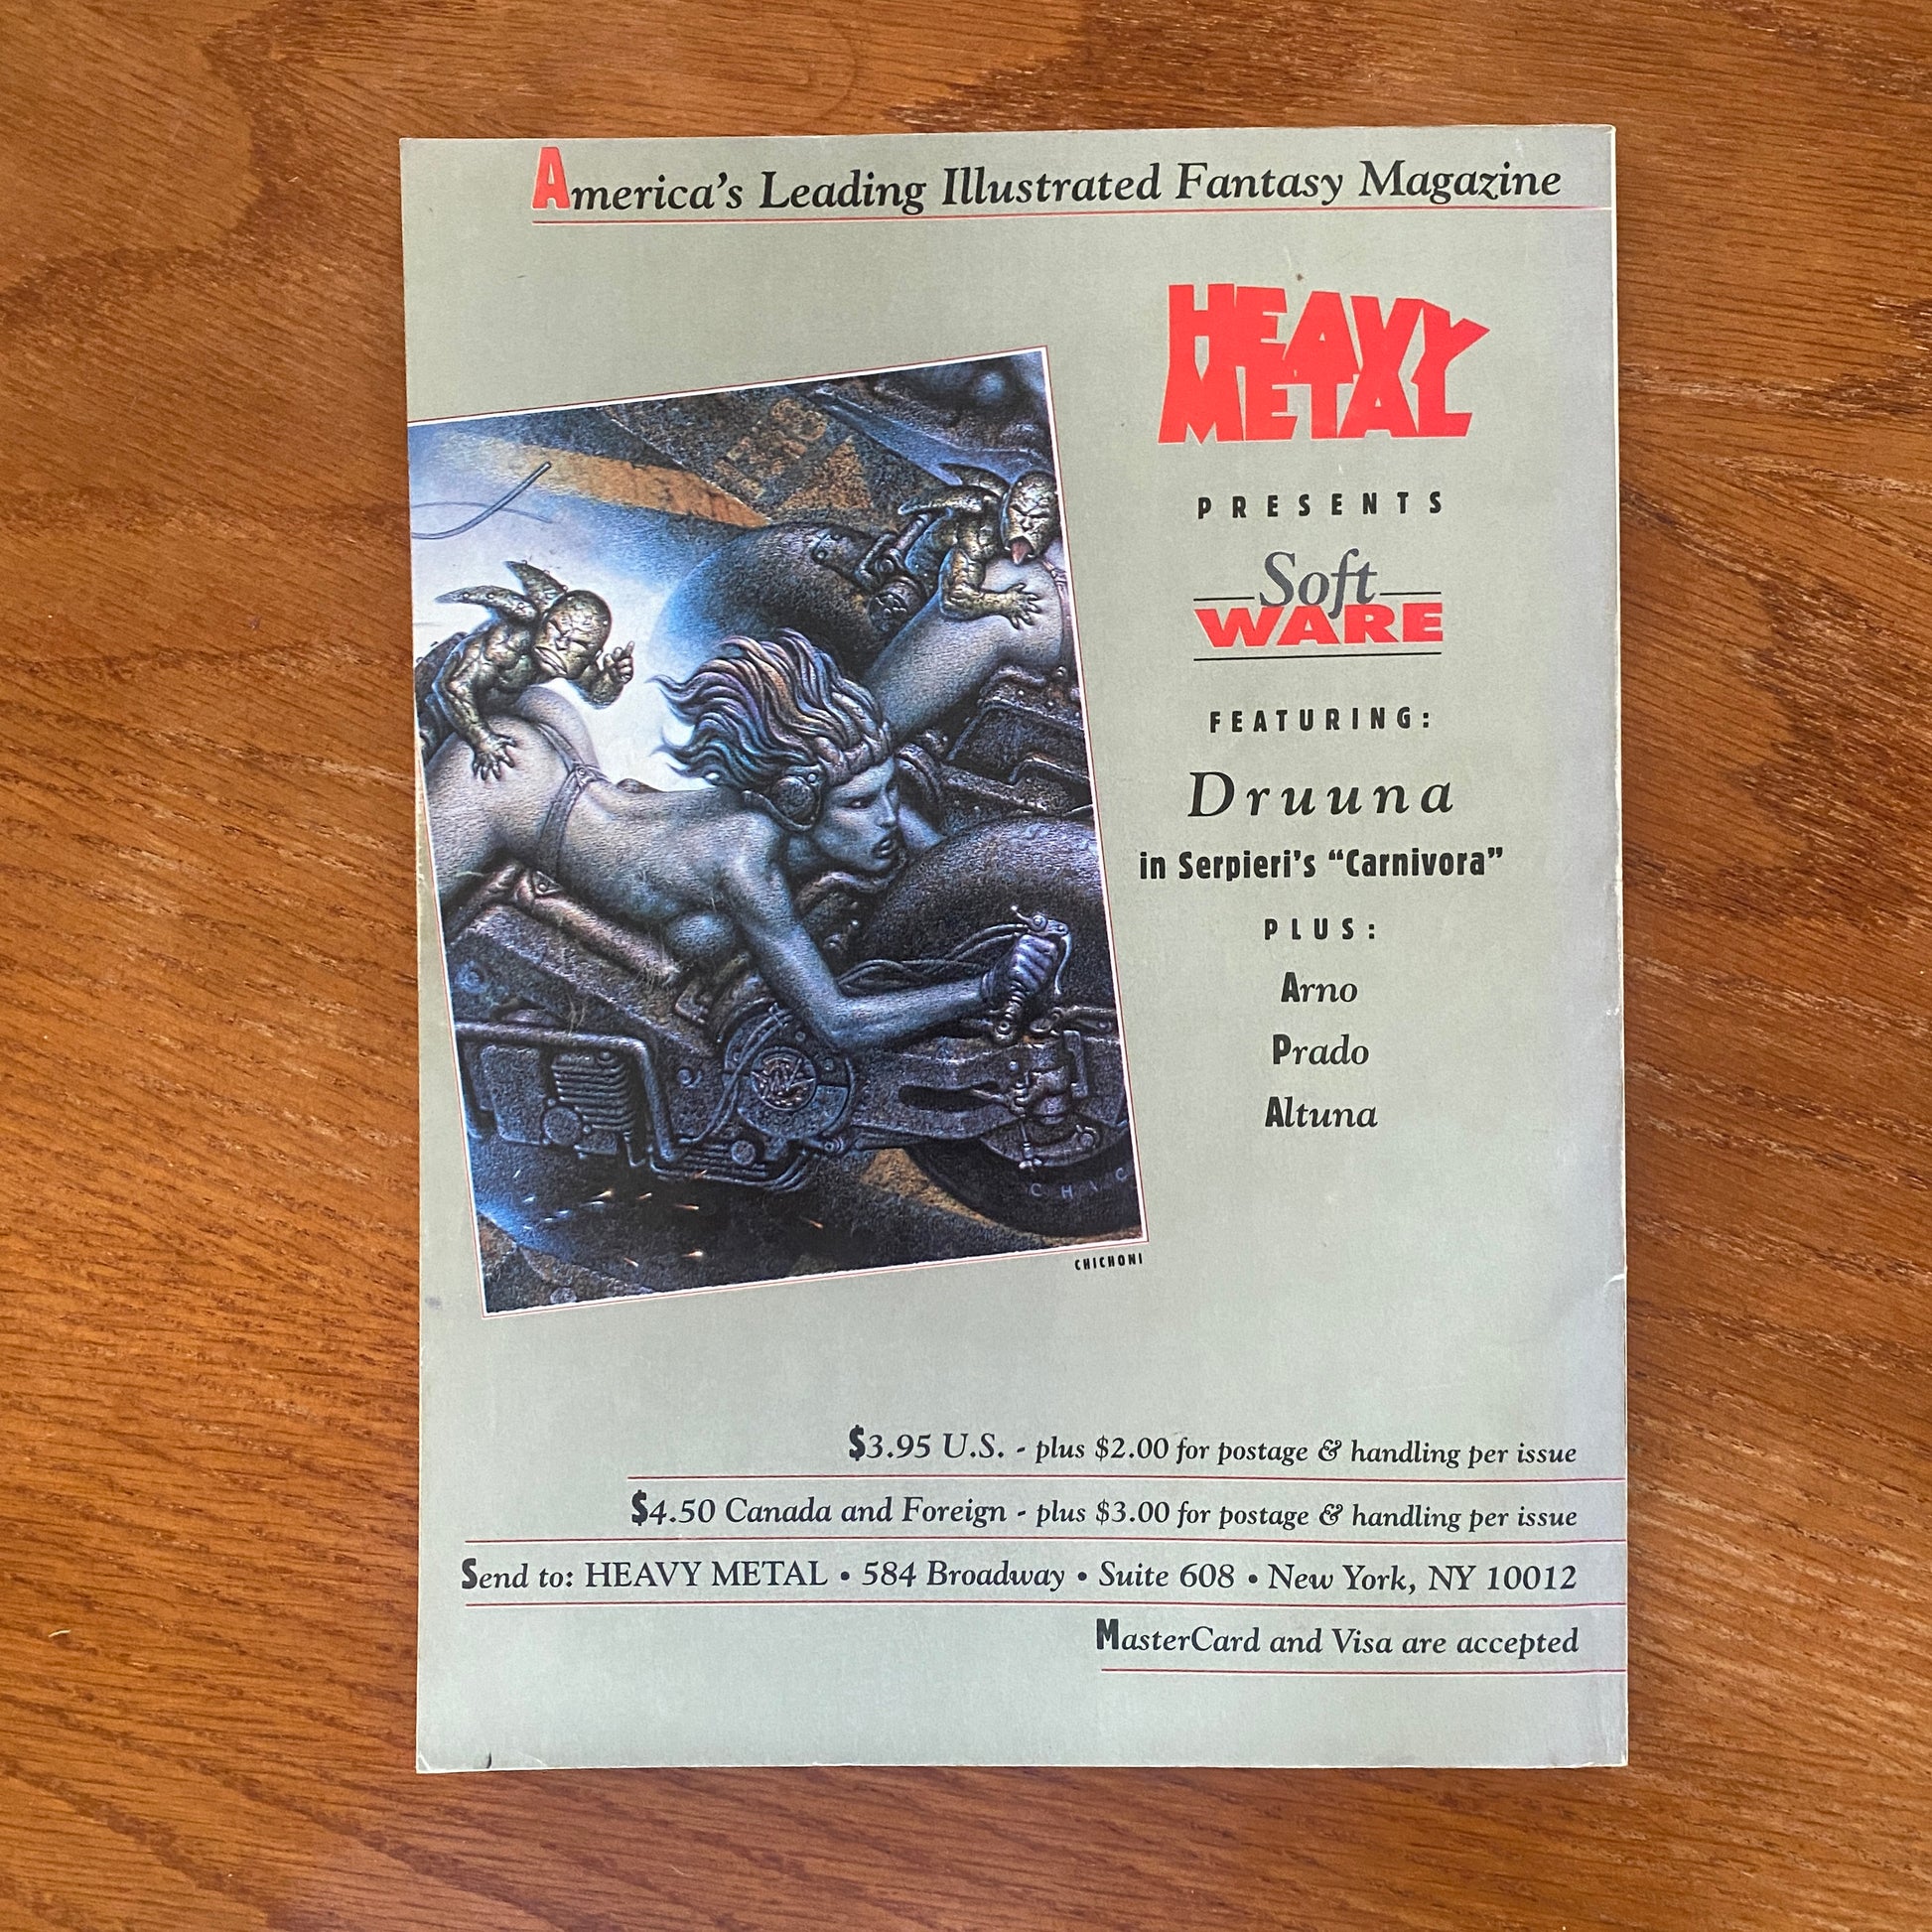 America's Leading Illustrated Fantasy Magazine
HEAVY
METAL
PRESENTS
Soft
WARE
FEATURING:
Druuna
in Serpieri's "Carnivora"
PLUS:
Arno
Prado
Altuna
CHICHONI
$3.95 U.S. - plus $2.00 for postage & handling per issue
$4.50 Canada and Foreign - plus $3.00 for postage & handling per issue
Send to: HEAVY METAL • 584 Broadway • Suite 608 • New York, NY 10012
MasterCard and Visa are accepted